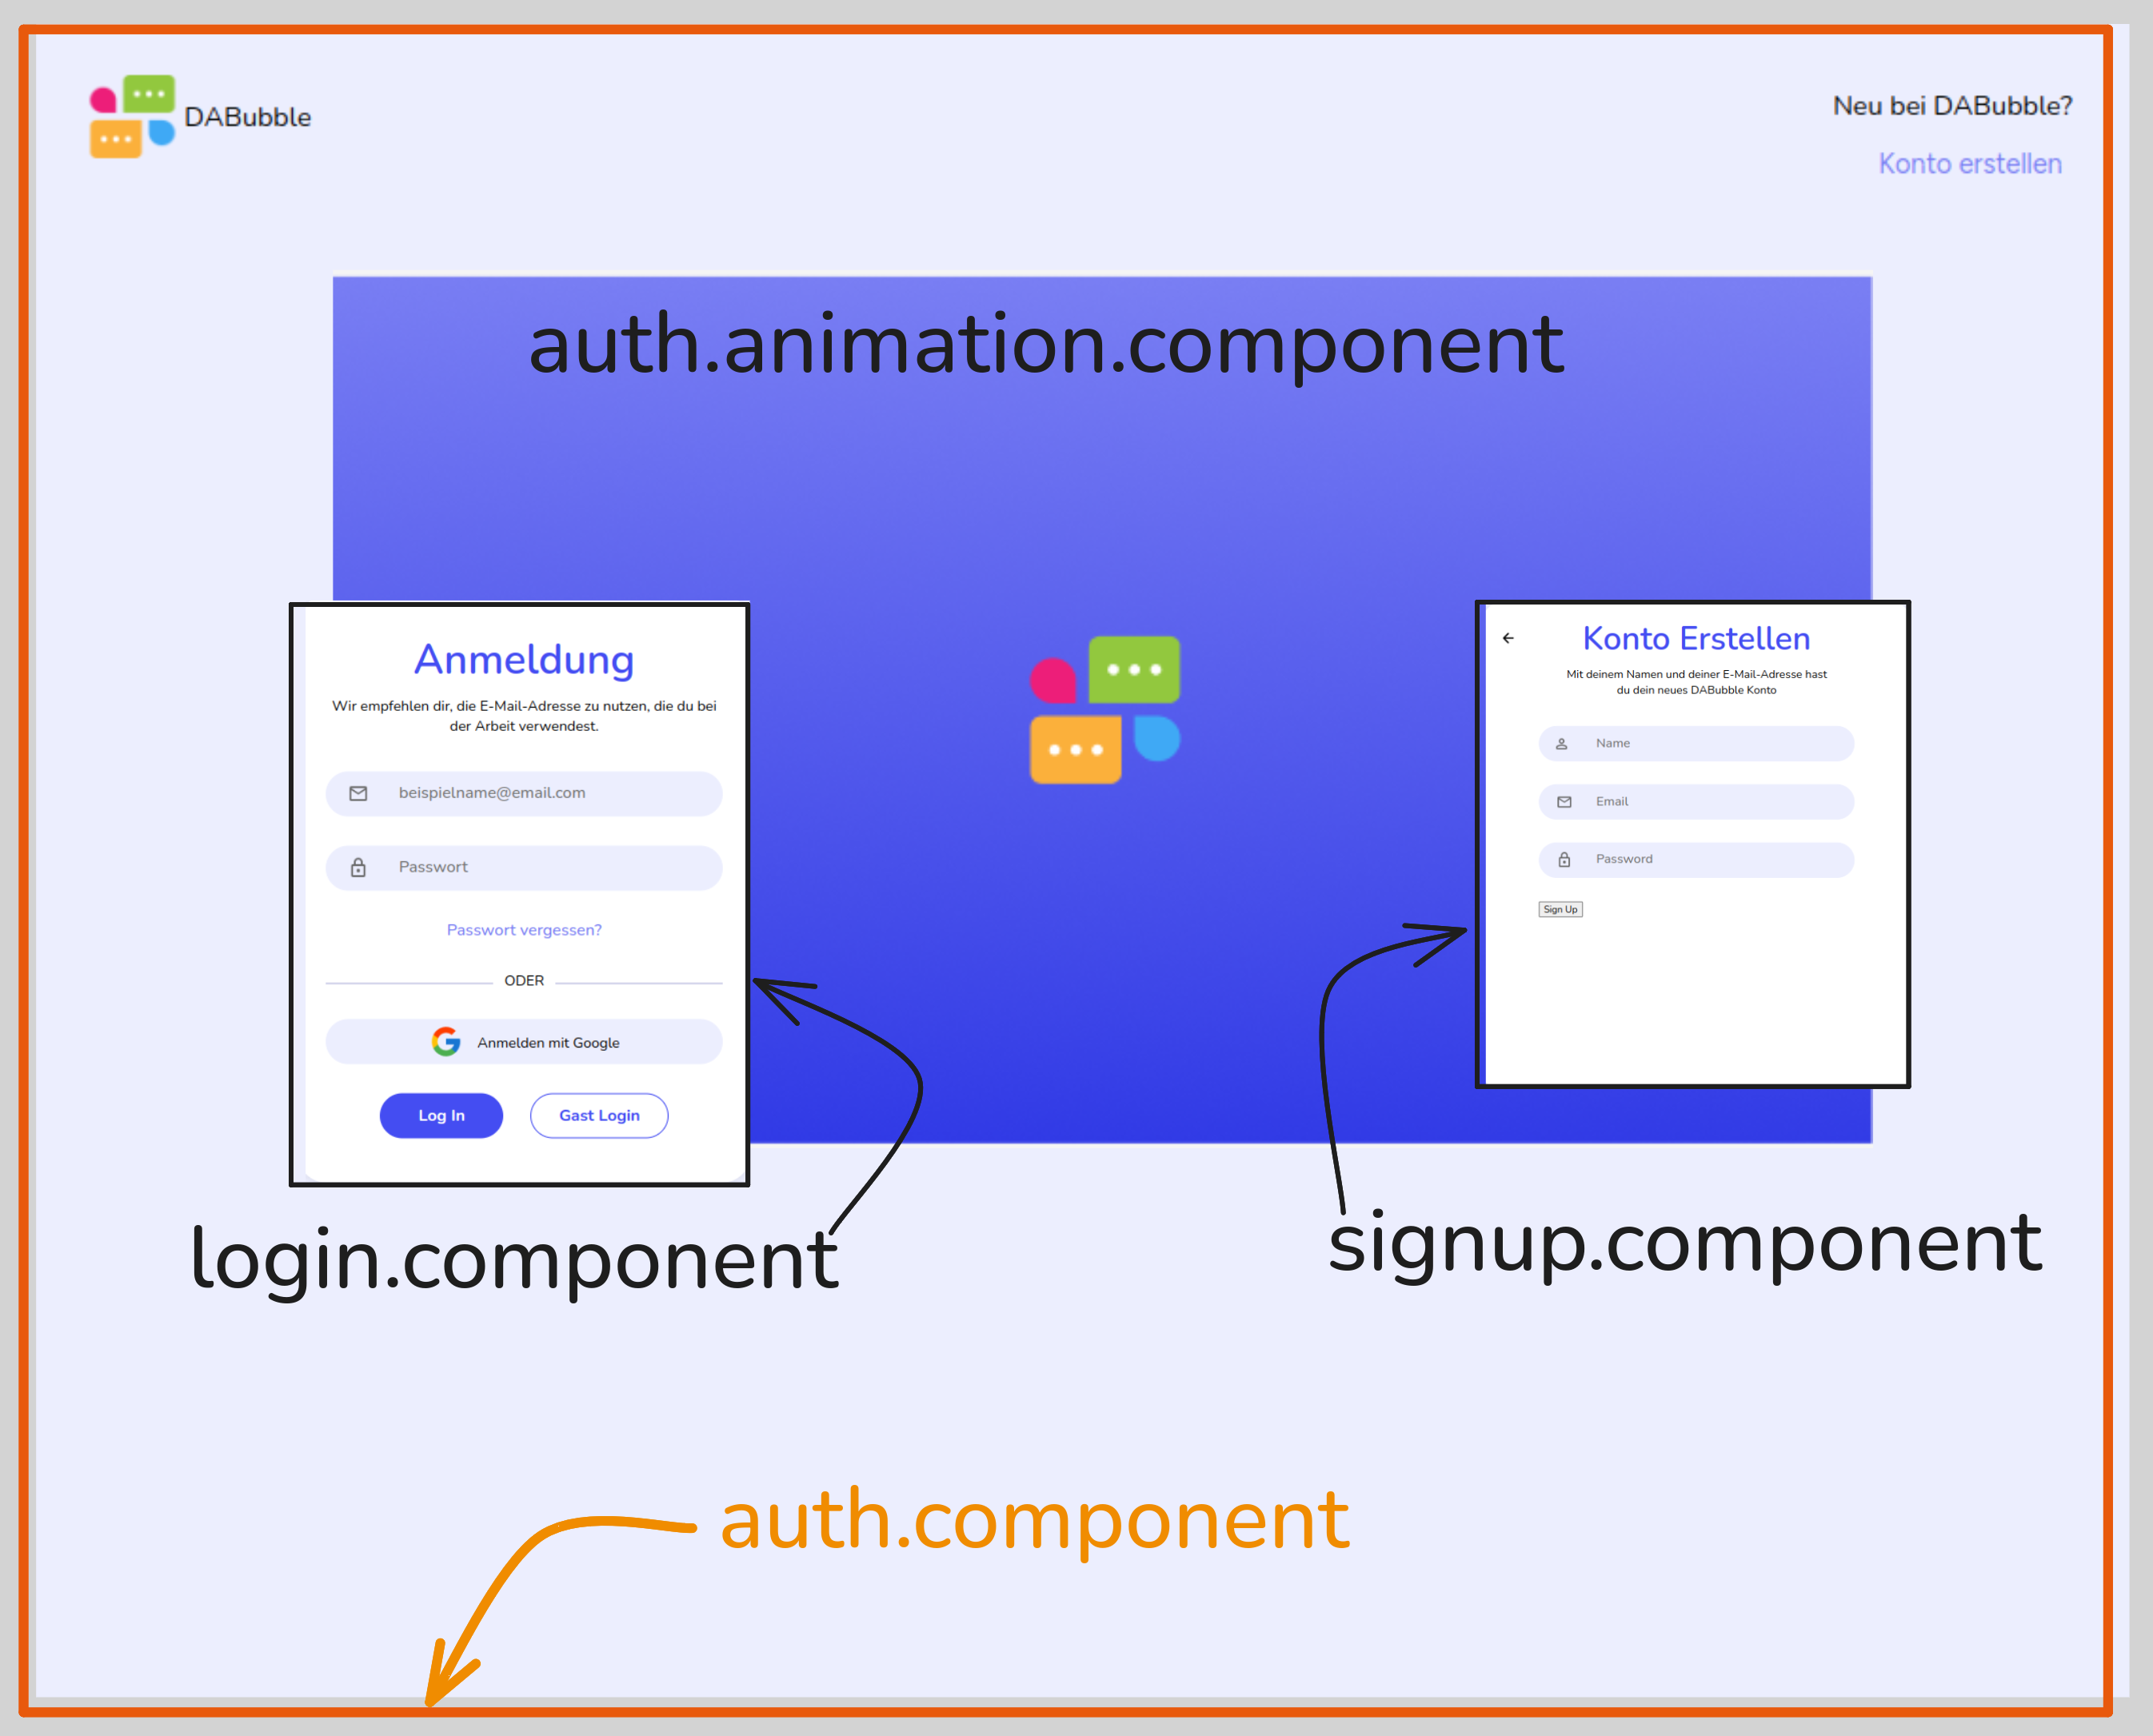 DABubble
Neu bei DABubble?
Konto erstellen
auth.animation.component
Anmeldung
Wir empfehlen dir, die E-Mail-Adresse zu nutzen, die du bei
der Arbeit verwendest.
beispielname@email.com
Passwort
Passwort vergessen?
ODER
Anmelden mit Google
Log In
Gast Login
Konto Erstellen
Mit deinem Namen und deiner E-Mail-Adresse hast
du dein neues DABubble Konto
Name
Email
Password
Sign Up
login.component
signup.component
auth.component